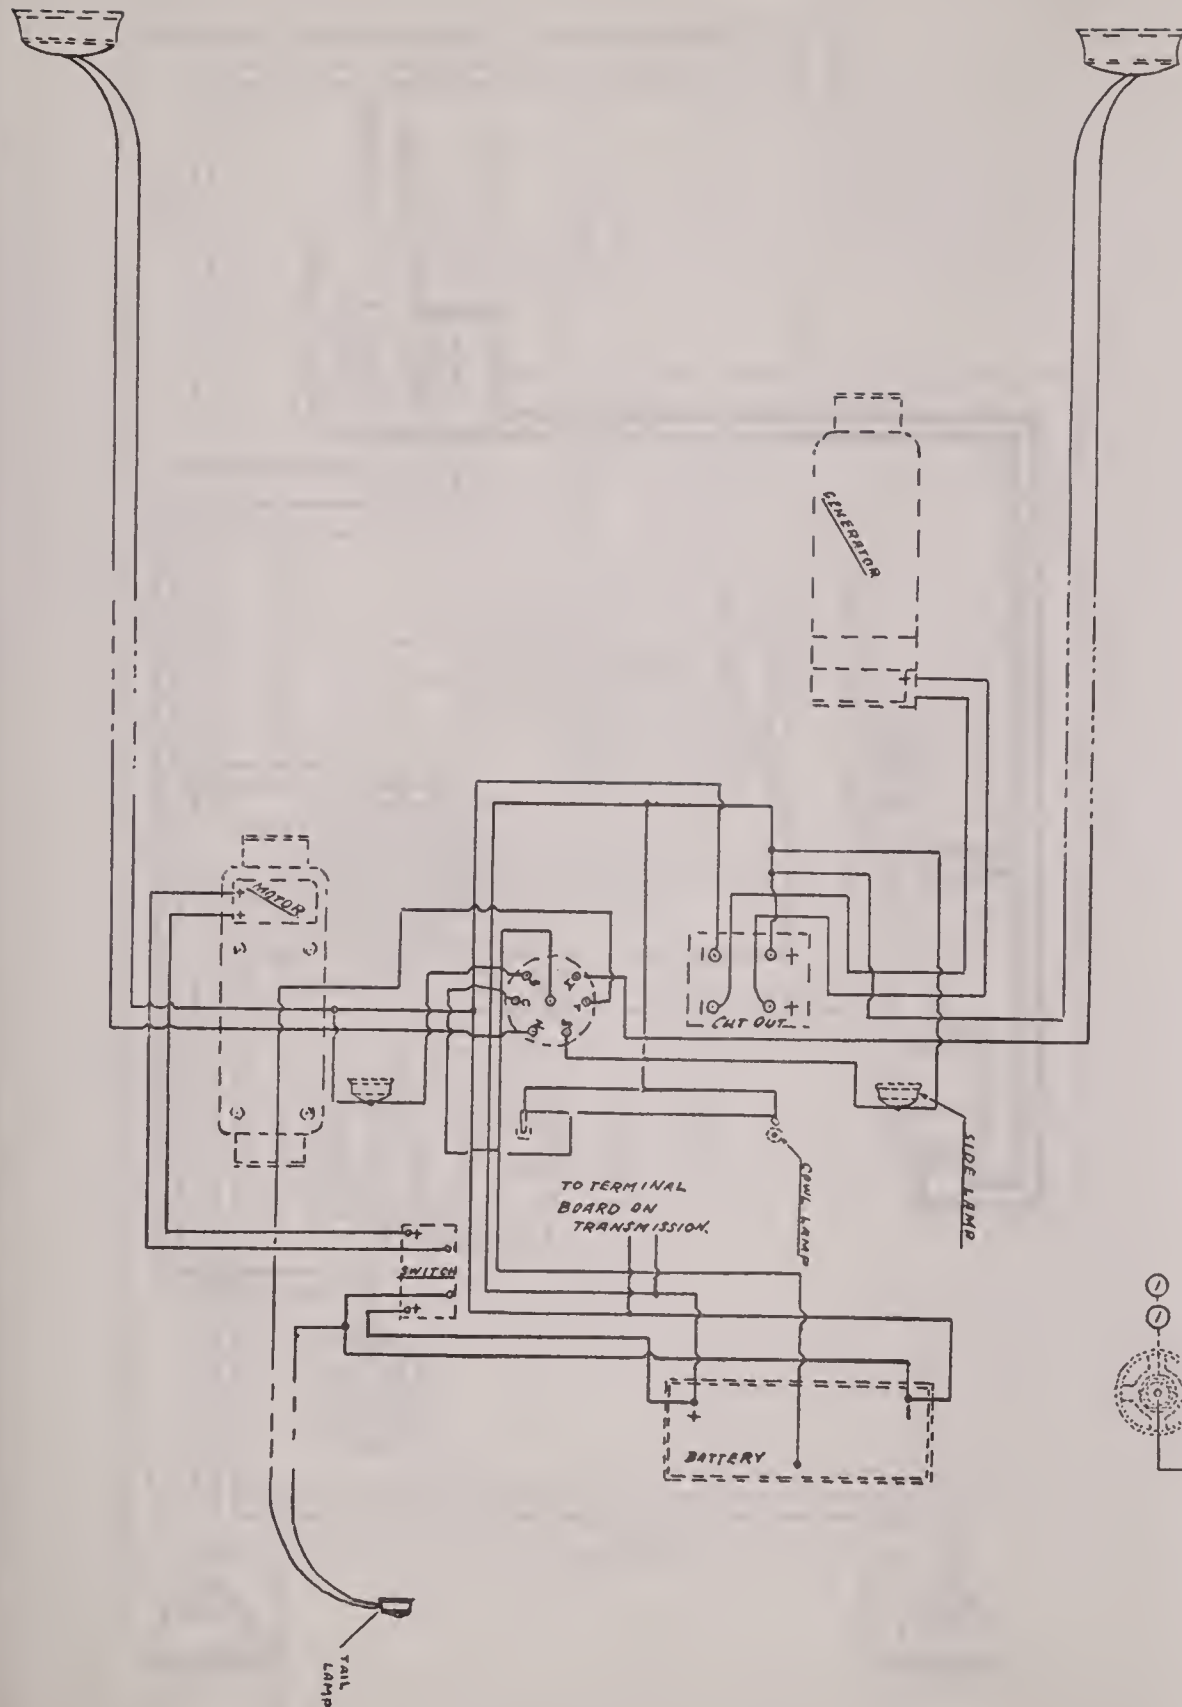 GENERATOR
MOTOR
CUT OUT
TO TERMINAL
BOARD ON
TRANSMISSION.
COWL LAMP
SIDE LAMP
SWITCH
BATTERY
TAIL
LAMP